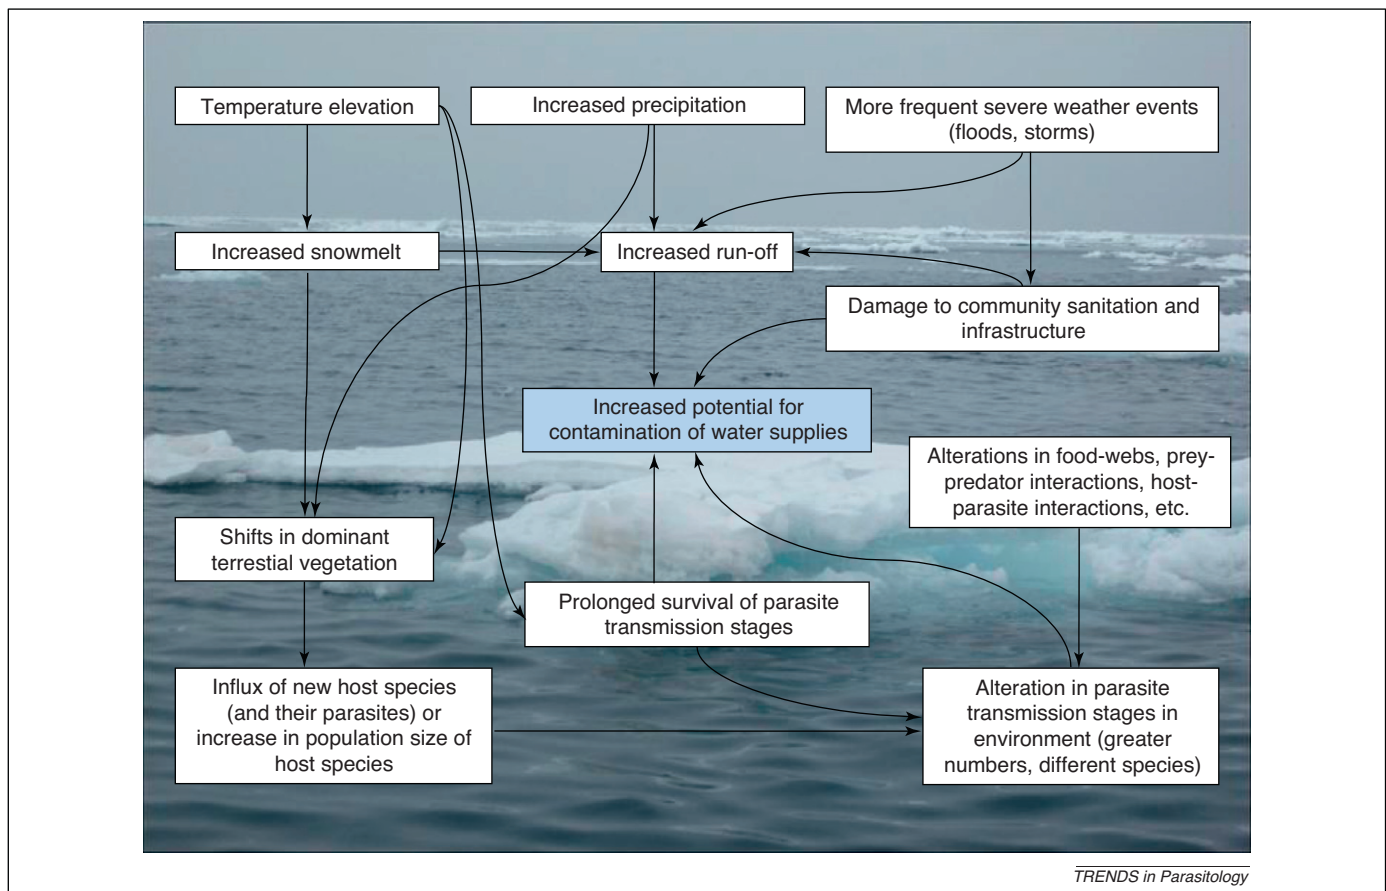 Temperature elevation
Increased precipitation
More frequent severe weather events
(floods, storms)
Increased snowmelt
Increased run-off
Damage to community sanitation and
infrastructure
Increased potential for
contamination of water supplies
Alterations in food-webs, prey-
predator interactions, host-
parasite interactions, etc.
Shifts in dominant
terrestial vegetation
Prolonged survival of parasite
transmission stages
Influx of new host species
(and their parasites) or
increase in population size of
host species
Alteration in parasite
transmission stages in
environment (greater
numbers, different species)
TRENDS in Parasitology